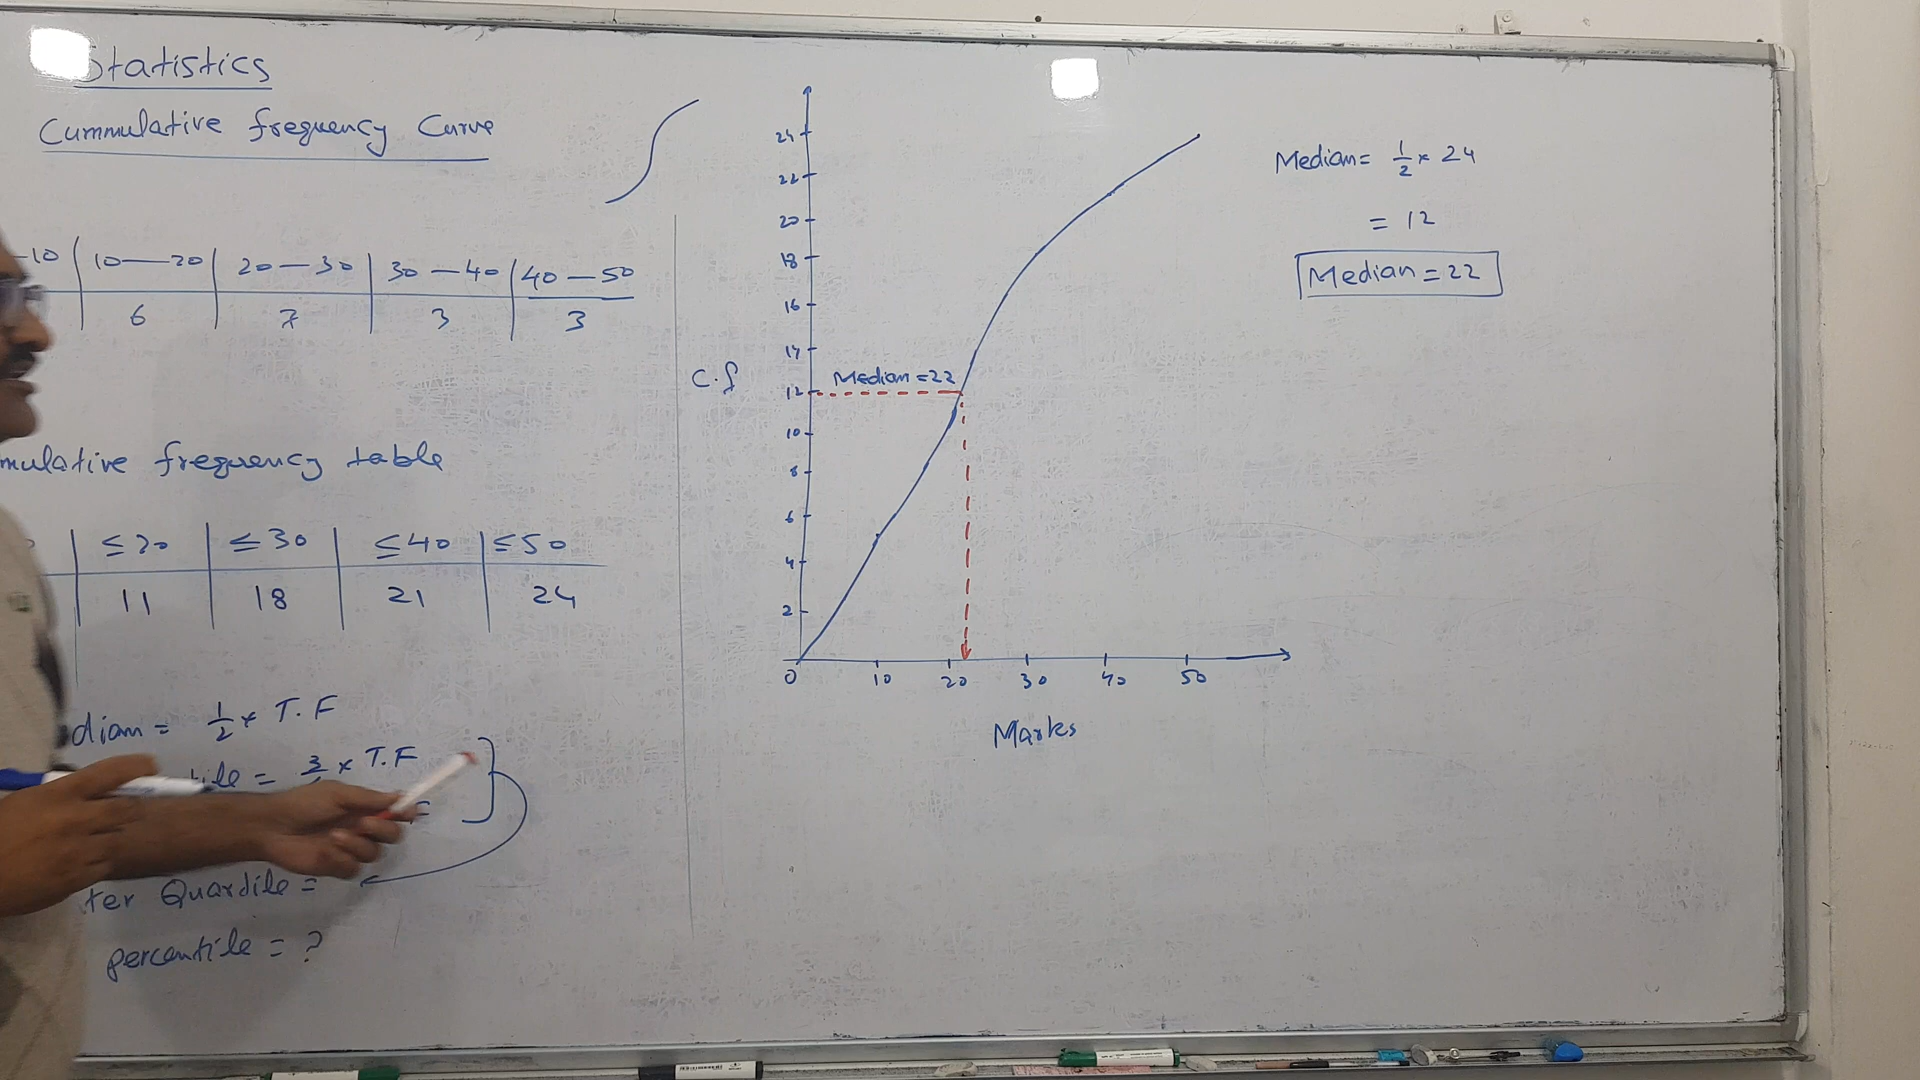 Statistics
Cummulative frequency Curve
-10 | 10—20 | 20—30 | 30—40 | 40—50
6 | 7 | 3 | 3
mulative frequency table
≤20 | ≤30 | ≤40 | ≤50
11 | 18 | 21 | 24
dian = 1/2 × T.F
ile = 3/ × T.F
F
ter Quardile =
percentile = ?
24
22
20
18
16
14
C.f
Median = 22
12
10
8
6
4
2
0 10 20 30 40 50
Marks
Median = 1/2 × 24
= 12
Median = 22